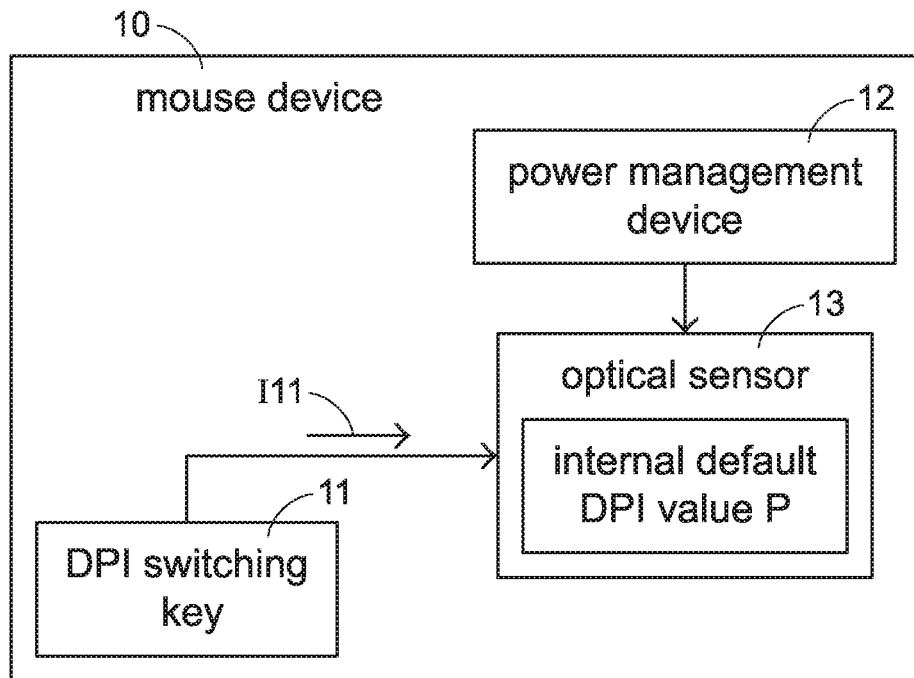 10
mouse device
12
power management
device
13
optical sensor
internal default
DPI value P
I11
11
DPI switching
key